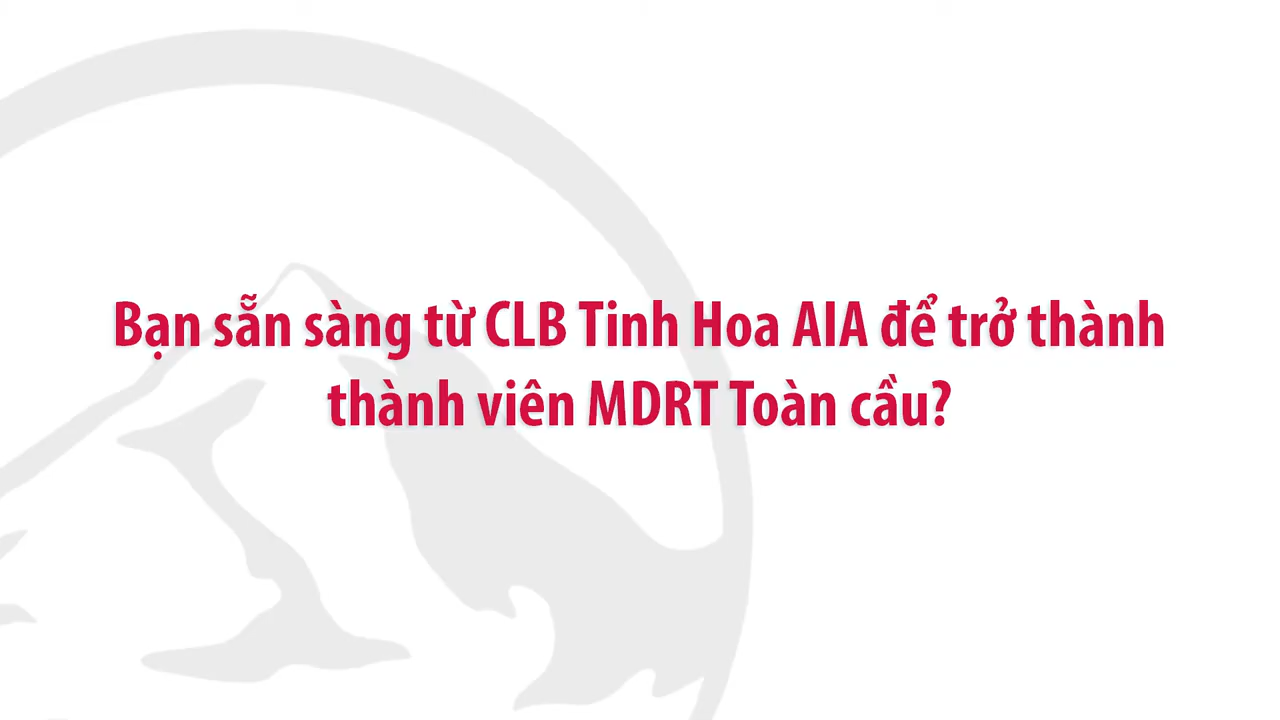 Bạn sẵn sàng từ CLB Tinh Hoa AIA để trở thành
thành viên MDRT Toàn cầu?